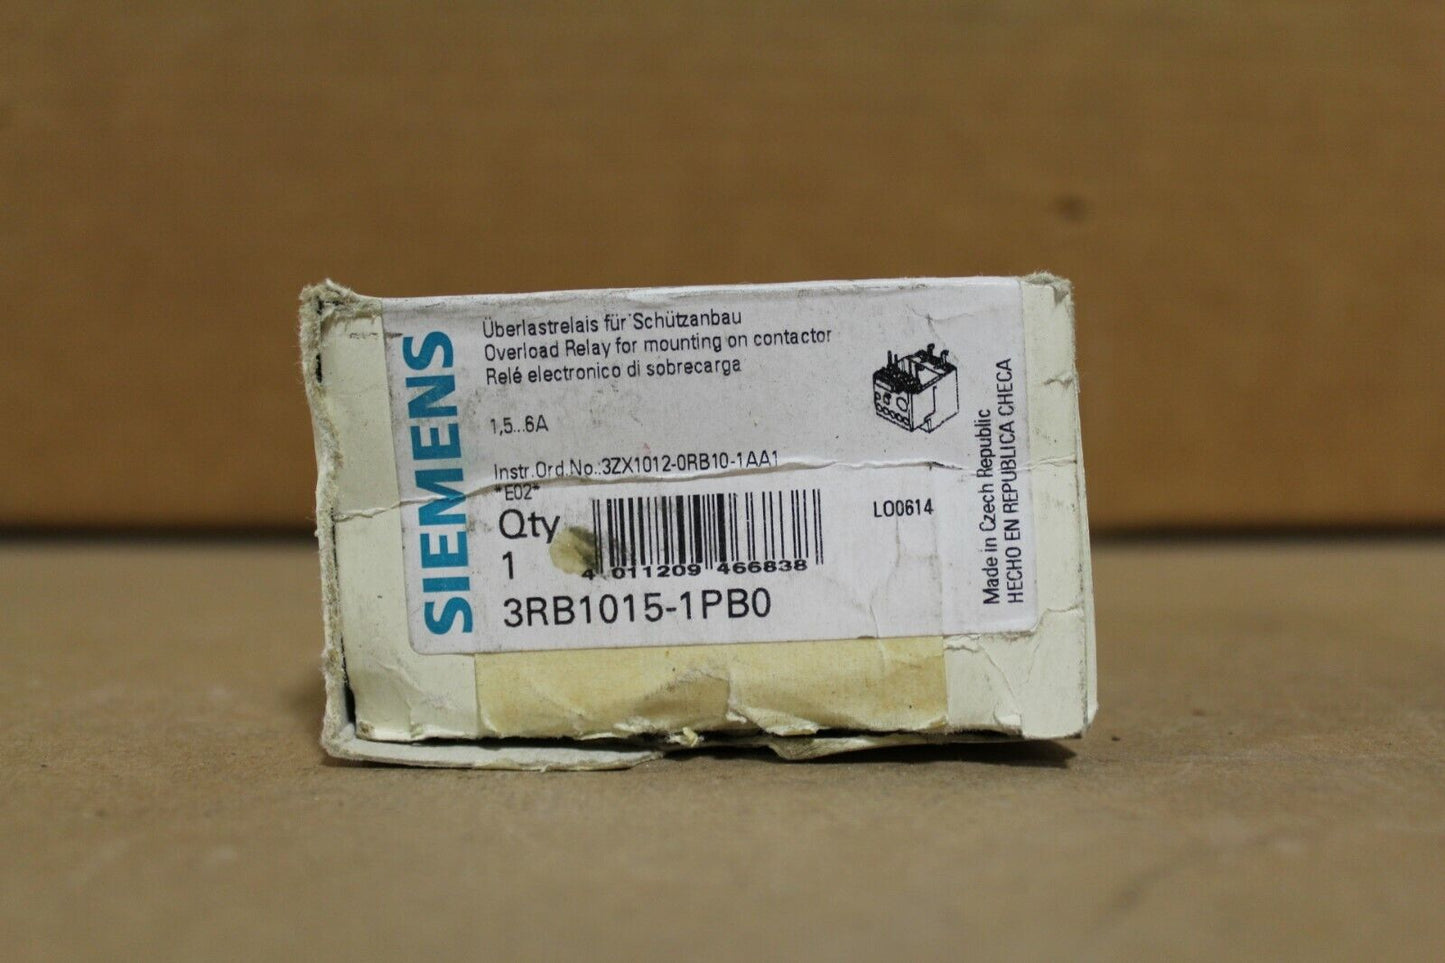 SIEMENS
Überlastrelais für Schützanbau
Overload Relay for mounting on contactor
Relé electronico di sobrecarga
1,5...6A
Instr.Ord.No.:3ZX1012-0RB10-1AA1
*E02*
Qty
1
4 011209 466838
3RB1015-1PB0
LO0614
Made in Czech Republic
HECHO EN REPUBLICA CHECA